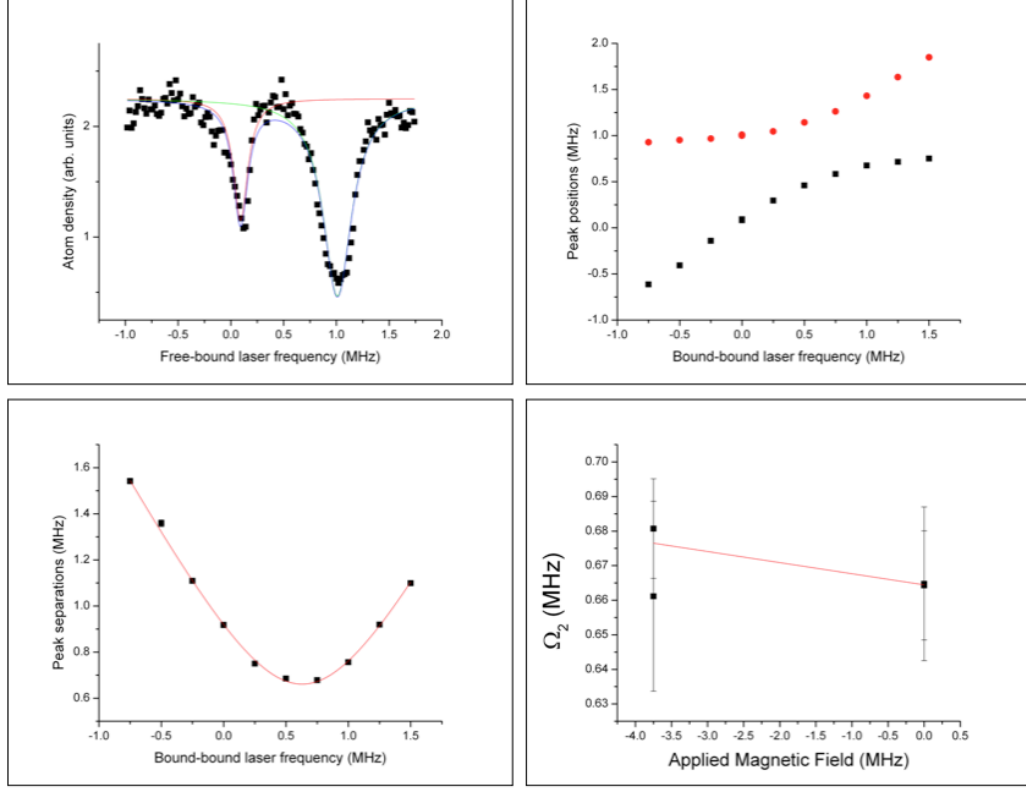 Atom density (arb. units)
2
1
-1.0 -0.5 0.0 0.5 1.0 1.5 2.0
Free-bound laser frequency (MHz)
Peak positions (MHz)
2.0
1.5
1.0
0.5
0.0
-0.5
-1.0
-1.0 -0.5 0.0 0.5 1.0 1.5
Bound-bound laser frequency (MHz)
Peak separations (MHz)
1.6
1.4
1.2
1.0
0.8
0.6
-1.0 -0.5 0.0 0.5 1.0 1.5
Bound-bound laser frequency (MHz)
Ω₂ (MHz)
0.70
0.69
0.68
0.67
0.66
0.65
0.64
0.63
-4.0 -3.5 -3.0 -2.5 -2.0 -1.5 -1.0 -0.5 0.0 0.5
Applied Magnetic Field (MHz)